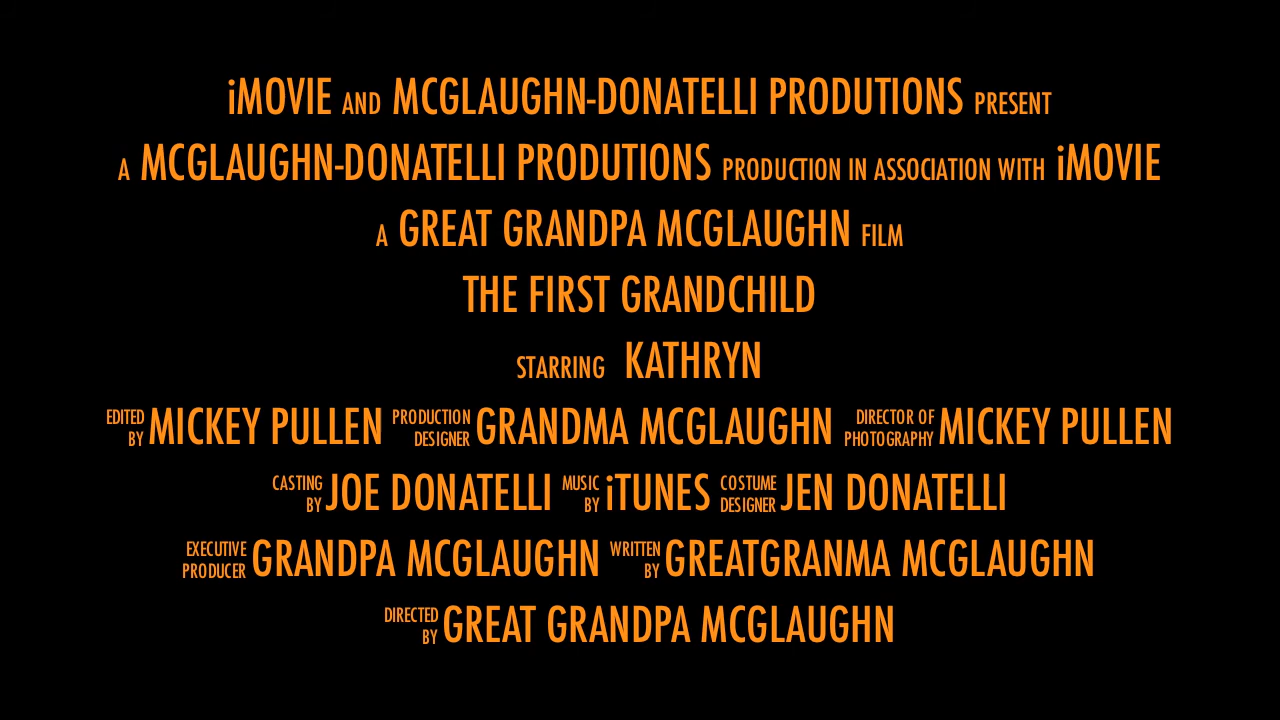 iMOVIE AND MCGLAUGHN-DONATELLI PRODUTIONS PRESENT
A MCGLAUGHN-DONATELLI PRODUTIONS PRODUCTION IN ASSOCIATION WITH iMOVIE
A GREAT GRANDPA MCGLAUGHN FILM
THE FIRST GRANDCHILD
STARRING KATHRYN
EDITED BY MICKEY PULLEN PRODUCTION DESIGNER GRANDMA MCGLAUGHN DIRECTOR OF PHOTOGRAPHY MICKEY PULLEN
CASTING BY JOE DONATELLI MUSIC BY iTUNES COSTUME DESIGNER JEN DONATELLI
EXECUTIVE PRODUCER GRANDPA MCGLAUGHN WRITTEN BY GREATGRANMA MCGLAUGHN
DIRECTED BY GREAT GRANDPA MCGLAUGHN